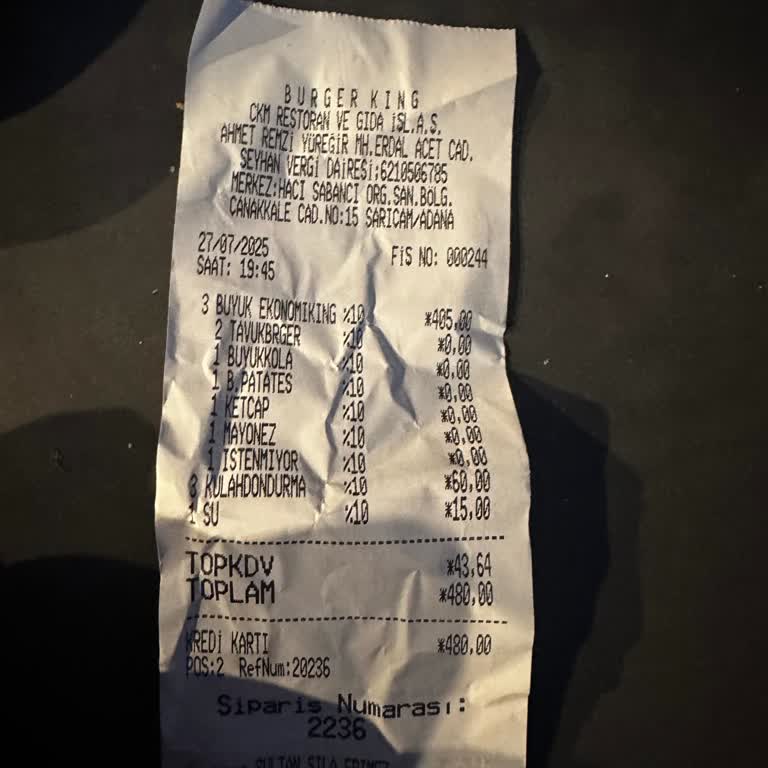 BURGER KING
CKM RESTORAN VE GIDA İŞL.A.Ş.
AHMET REMZİ YÜREĞİR MH.ERDAL ACET CAD.
SEYHAN VERGİ DAİRESİ:6210506785
MERKEZ:HACI SABANCI ORG.SAN.BÖLG.
ÇANAKKALE CAD.NO:15 SARIÇAM/ADANA
27/07/2025
FİŞ NO: 000244
SAAT: 19:45
3 BUYUK EKONOMIKING %10 *405,00
2 TAVUKBRGER %10 *0,00
1 BUYUKKOLA %10 *0,00
1 B.PATATES %10 *0,00
1 KETCAP %10 *0,00
1 MAYONEZ %10 *0,00
1 ISTENMIYOR %10 *0,00
3 KULAHDONDURMA %10 *60,00
1 SU %10 *15,00
TOPKDV *43,64
TOPLAM *480,00
KREDİ KARTI *480,00
POS:2 RefNum:20236
Sipariş Numarası:
2236